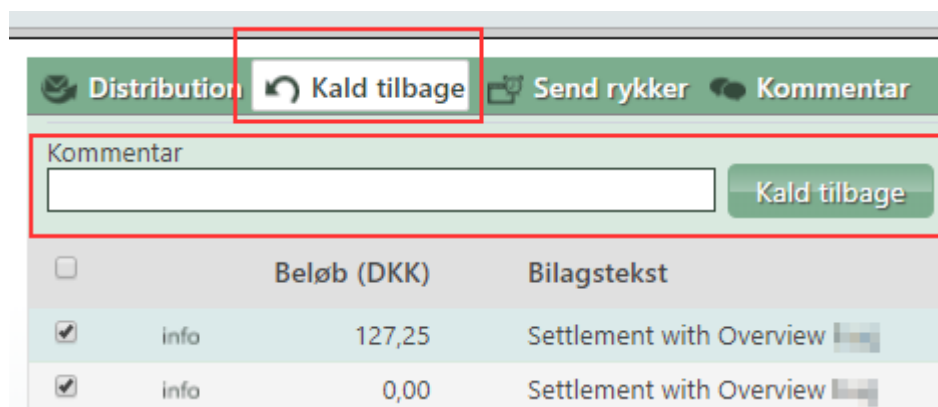 Distribution Kald tilbage Send rykker Kommentar
Kommentar
Kald tilbage
Beløb (DKK) Bilagstekst
info 127,25 Settlement with Overview
info 0,00 Settlement with Overview